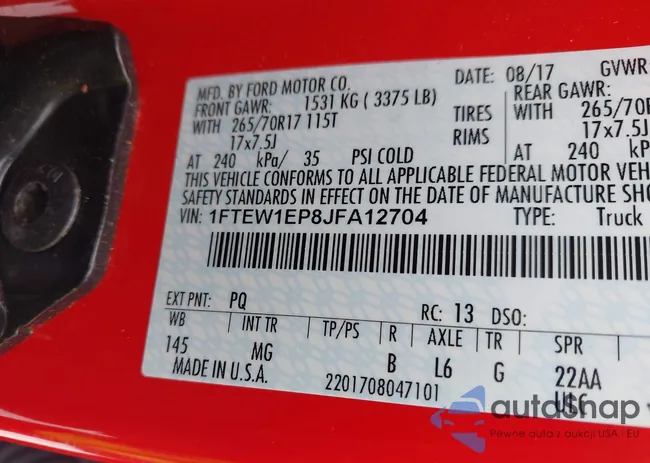 MFD. BY FORD MOTOR CO.
DATE: 08/17 GVWR:
FRONT GAWR: 1531 KG ( 3375 LB)
REAR GAWR:
WITH 265/70R17 115T TIRES WITH 265/70R
17x7.5J RIMS 17x7.5J
AT 240 kPa/ 35 PSI COLD AT 240 kPa/
THIS VEHICLE CONFORMS TO ALL APPLICABLE FEDERAL MOTOR VEH
SAFETY STANDARDS IN EFFECT ON THE DATE OF MANUFACTURE SHO
VIN: 1FTEW1EP8JFA12704 TYPE: Truck
EXT PNT: PQ RC: 13 DSO:
WB INT TR TP/PS R AXLE TR SPR
145 MG B L6 G 22AA
MADE IN U.S.A. 2201708047101
autoshap
Pewne auta z aukcji USA - EU